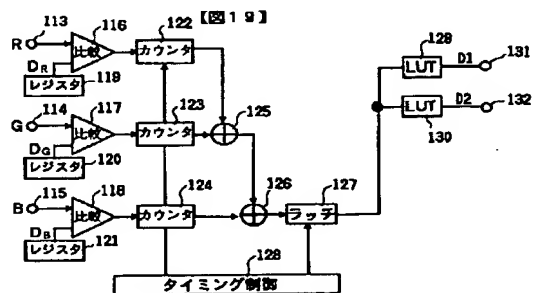 【図19】
113
116
122
R
比較
カウンタ
DR
レジスタ
119
114
117
123
G
比較
カウンタ
125
DG
レジスタ
120
115
118
124
126
127
B
比較
カウンタ
ラッチ
DB
レジスタ
121
128
タイミング制御
129
LUT
D1
131
LUT
D2
132
130